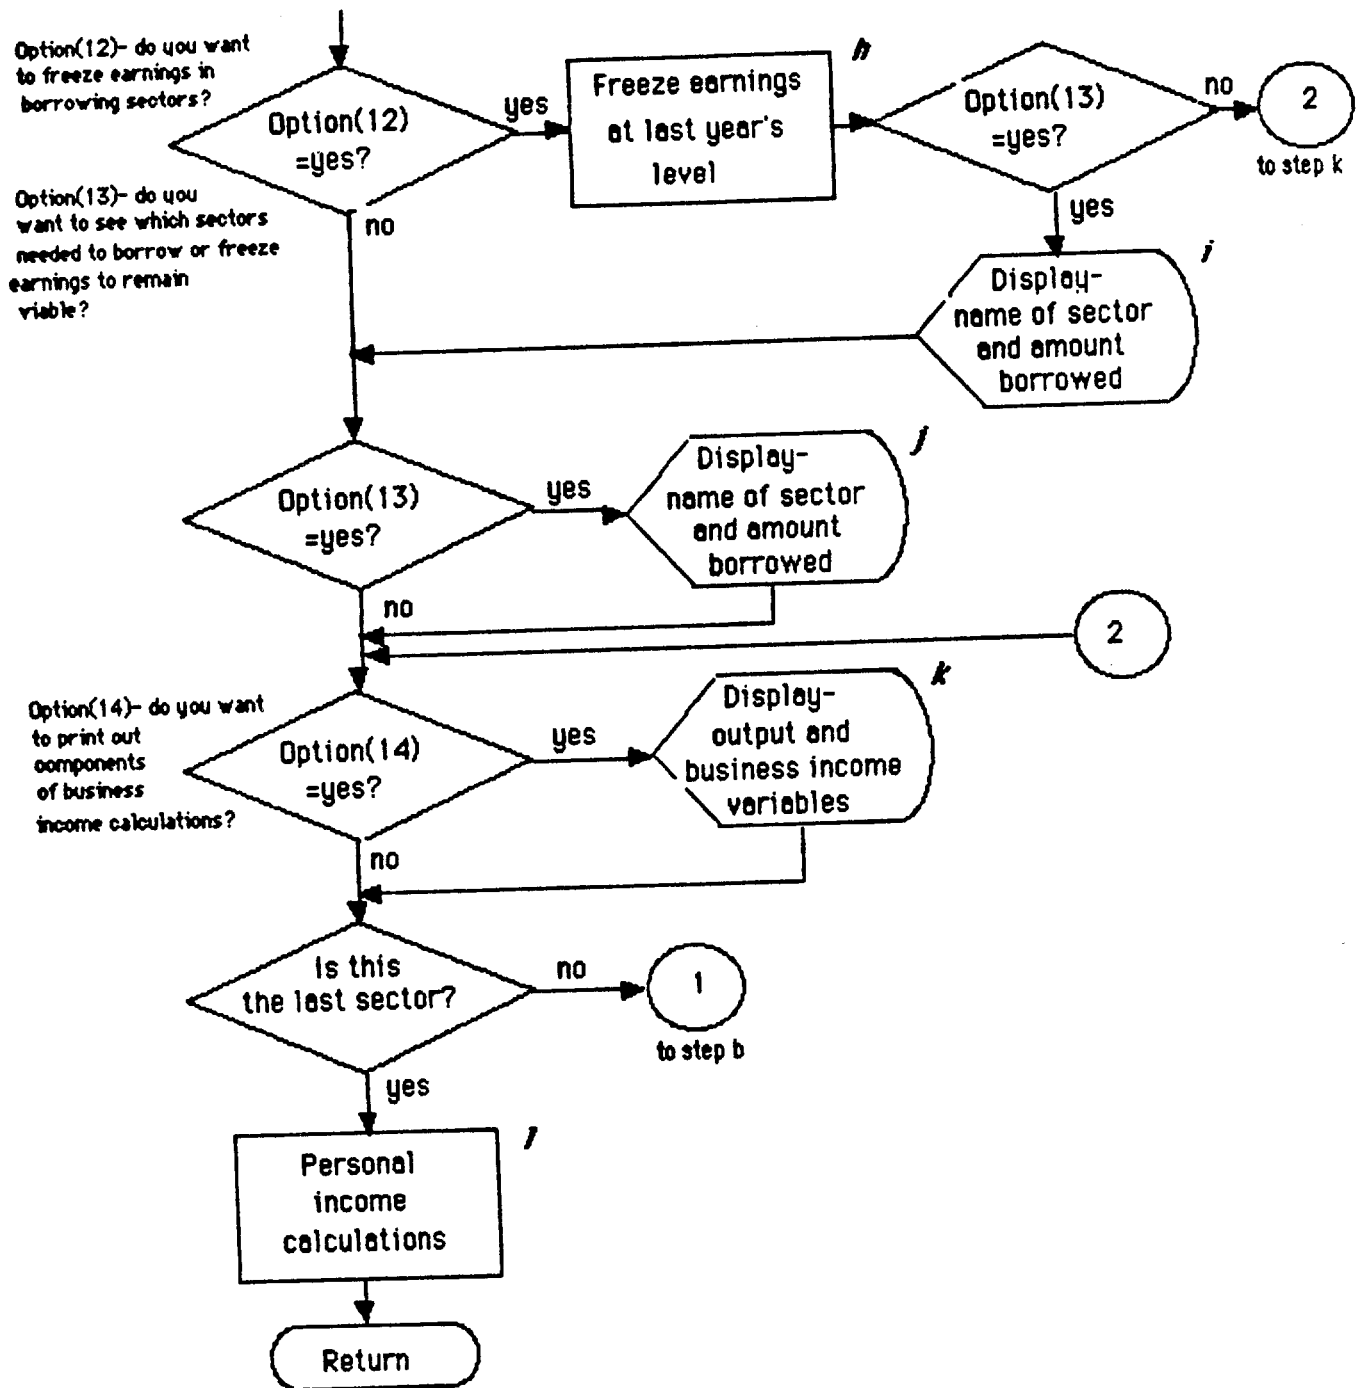 Option(12)- do you want
to freeze earnings in
borrowing sectors?
Option(12)
=yes?
yes
no
Freeze earnings
at last year's
level
h
Option(13)
=yes?
no
2
to step k
yes
Option(13)- do you
want to see which sectors
needed to borrow or freeze
earnings to remain
viable?
i
Display-
name of sector
and amount
borrowed
Option(13)
=yes?
yes
no
j
Display-
name of sector
and amount
borrowed
2
Option(14)- do you want
to print out
components
of business
income calculations?
Option(14)
=yes?
yes
no
k
Display-
output and
business income
variables
Is this
the last sector?
no
1
to step b
yes
l
Personal
income
calculations
Return